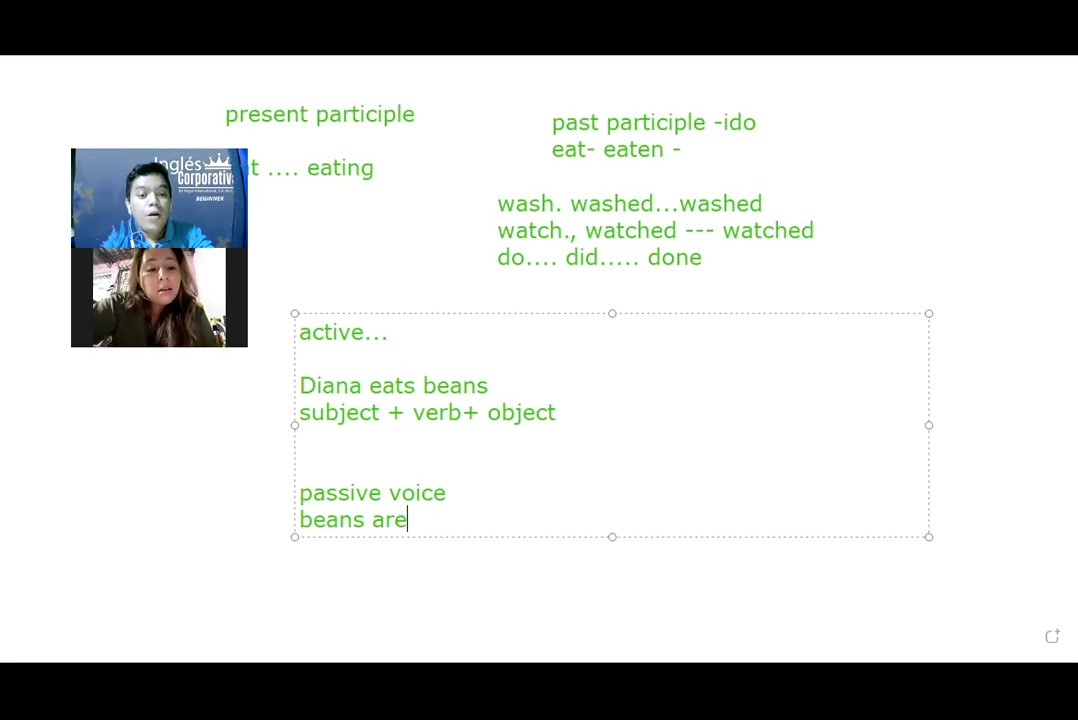 present participle
past participle -ido
eat- eaten -
Inglés
Corporativ
BEGINNER
t .... eating
wash. washed...washed
watch., watched --- watched
do.... did..... done
active...
Diana eats beans
subject + verb+ object
passive voice
beans are